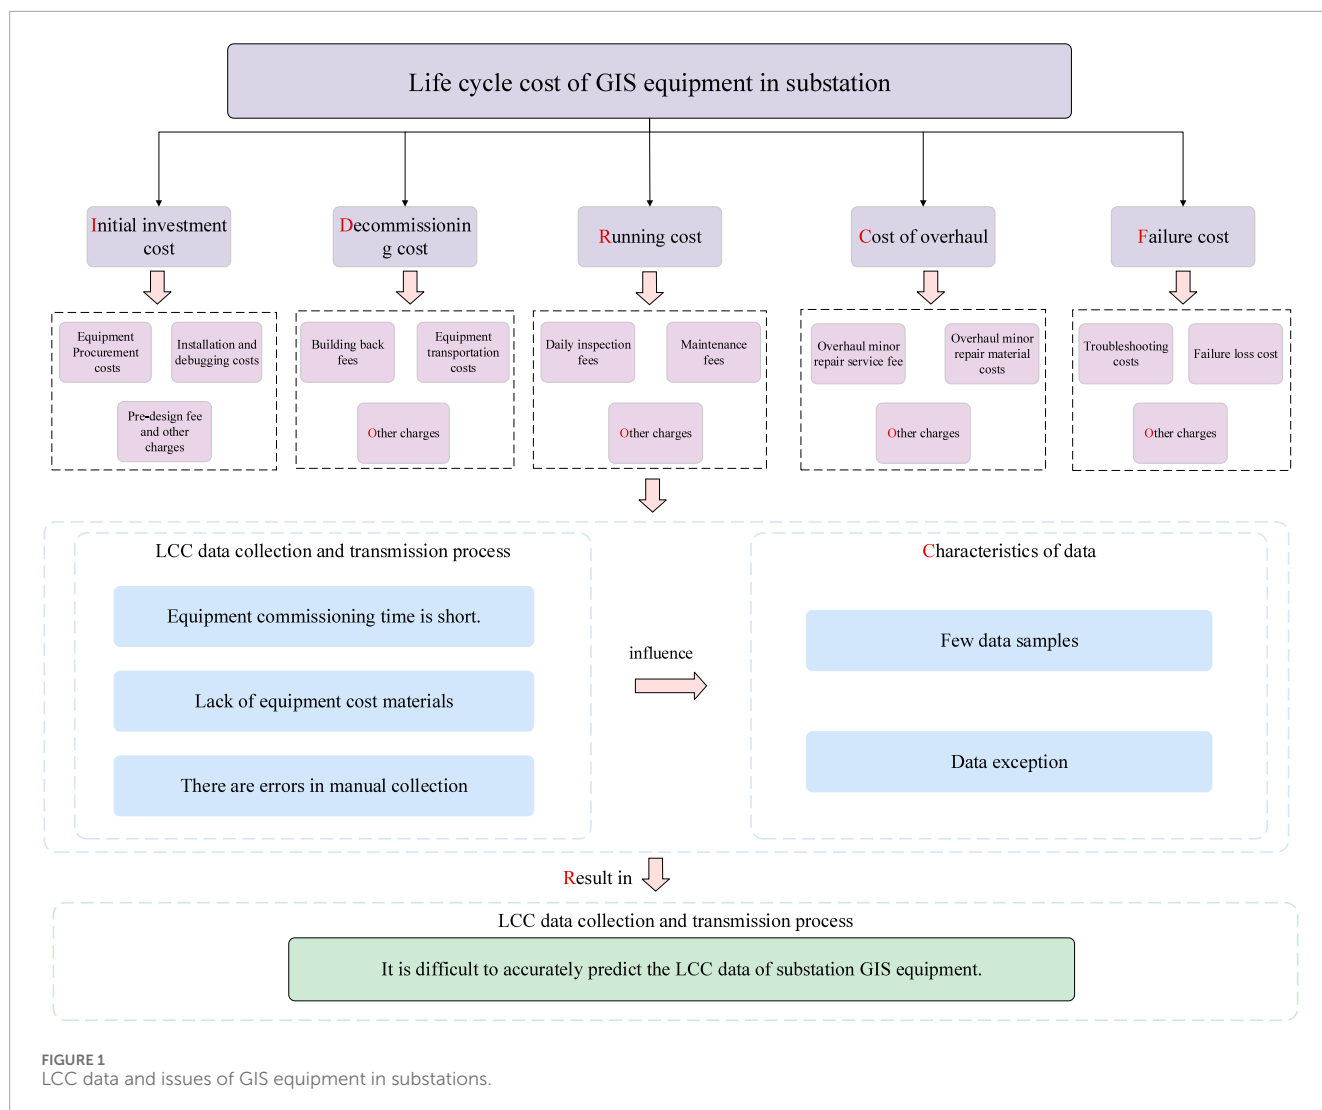 Life cycle cost of GIS equipment in substation
Initial investment
cost
Decommissionin
g cost
Running cost
Cost of overhaul
Failure cost
Equipment
Procurement
costs
Installation and
debugging costs
Pre-design fee
and other
charges
Building back
fees
Equipment
transportation
costs
Other charges
Daily inspection
fees
Maintenance
fees
Other charges
Overhaul minor
repair service fee
Overhaul minor
repair material
costs
Other charges
Troubleshooting
costs
Failure loss cost
Other charges
LCC data collection and transmission process
Equipment commissioning time is short.
Lack of equipment cost materials
There are errors in manual collection
influence
Characteristics of data
Few data samples
Data exception
Result in
LCC data collection and transmission process
It is difficult to accurately predict the LCC data of substation GIS equipment.
FIGURE 1
LCC data and issues of GIS equipment in substations.